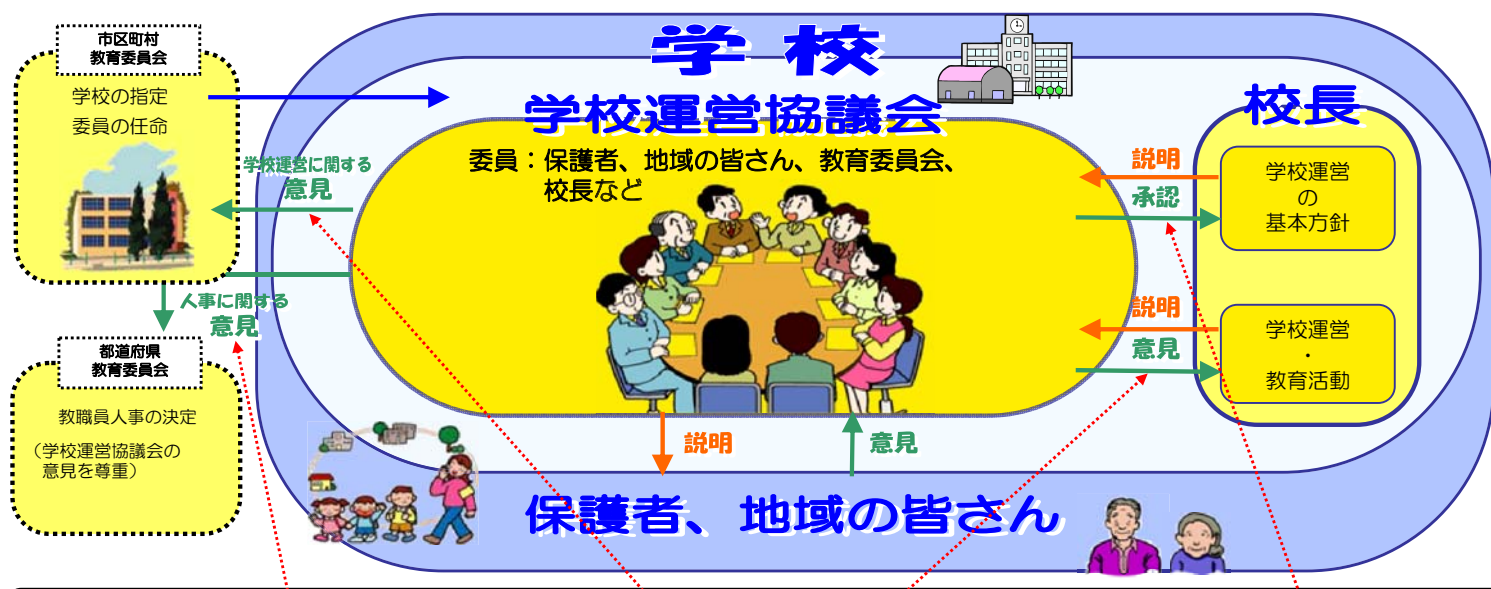 市区町村
教育委員会
学校の指定
委員の任命
学校運営に関する
意見
人事に関する
意見
都道府県
教育委員会
教職員人事の決定
(学校運営協議会の
意見を尊重)
学校
学校運営協議会
委員：保護者、地域の皆さん、教育委員会、
校長など
説明
意見
保護者、地域の皆さん
校長
説明
承認
学校運営
の
基本方針
説明
意見
学校運営
・
教育活動